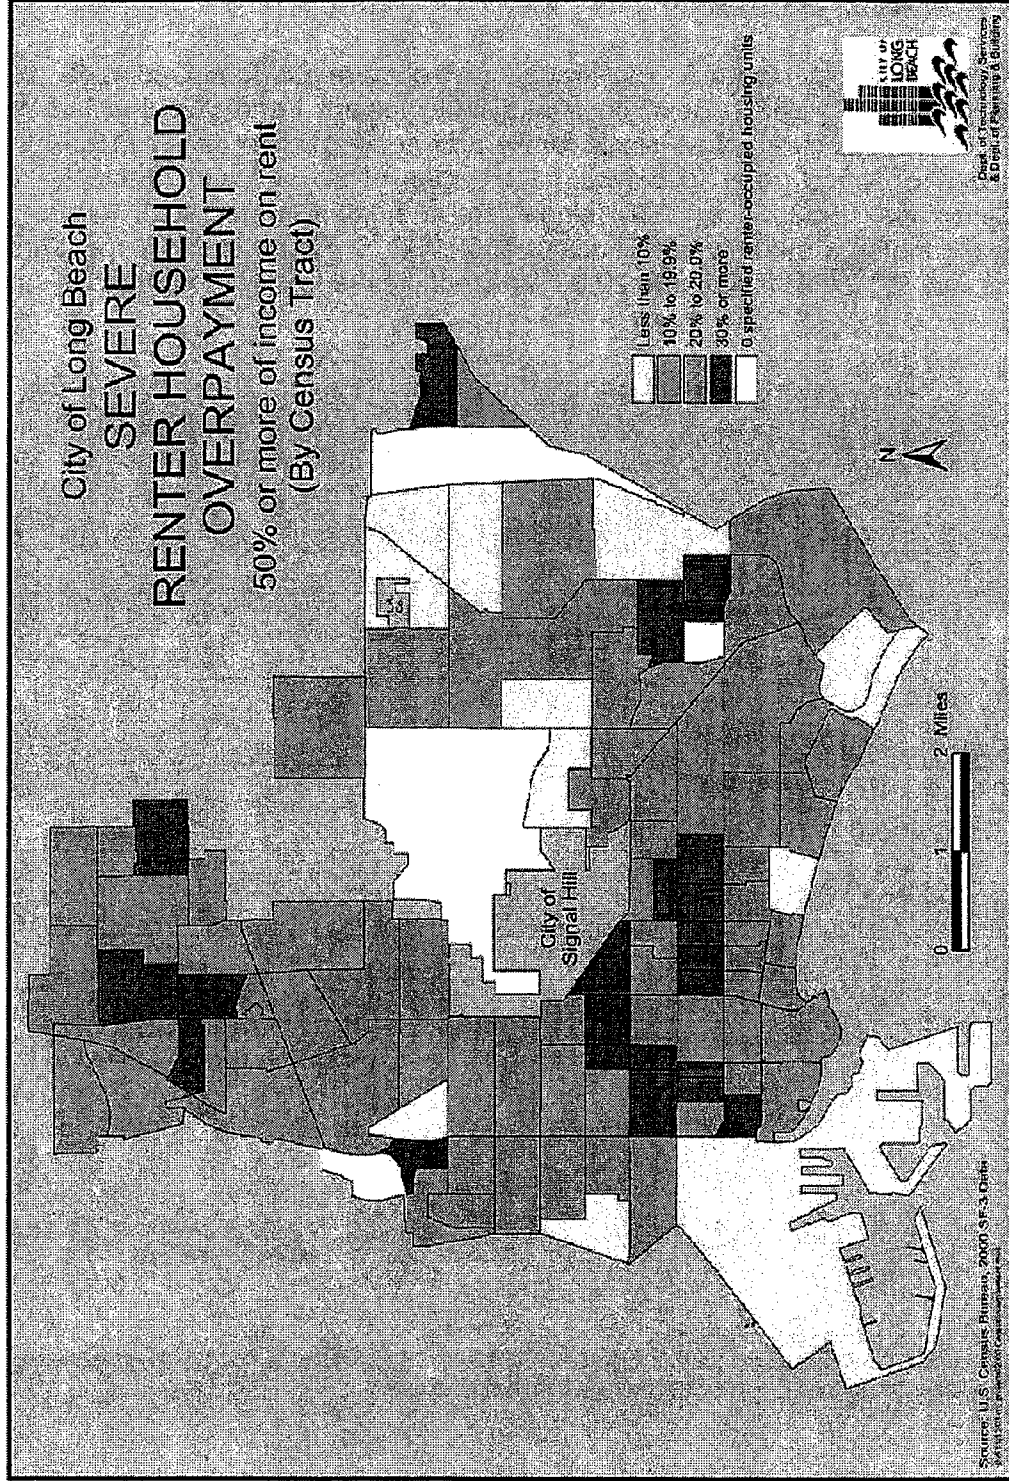 City of Long Beach
SEVERE
RENTER HOUSEHOLD
OVERPAYMENT
50% or more of income on rent
(By Census Tract)
Less than 10%
10% to 19.9%
20% to 20.0%
30% or more
0 specified renter-occupied housing units
City of
Signal Hill
N
0 1 2 Miles
CITY OF
LONG
BEACH
Dept. of Technology Services
& Dept. of Planning & Building
Source: U.S. Census Bureau, 2000 SF-3 Data